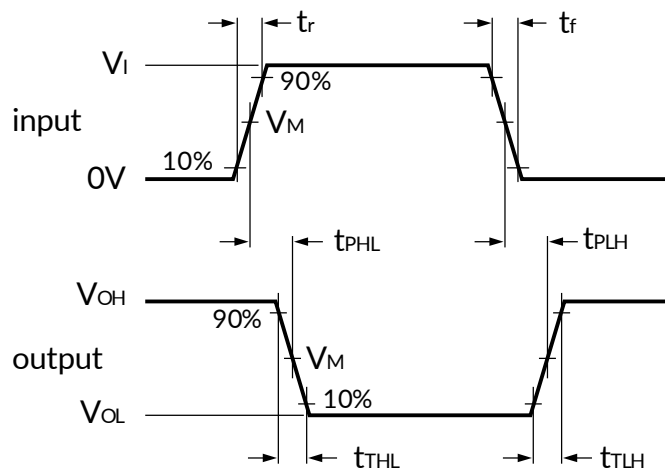 tr
tf
VI
90%
input
VM
10%
0V
tPHL
tPLH
VOH
90%
output
VM
10%
VOL
tTHL
tTLH